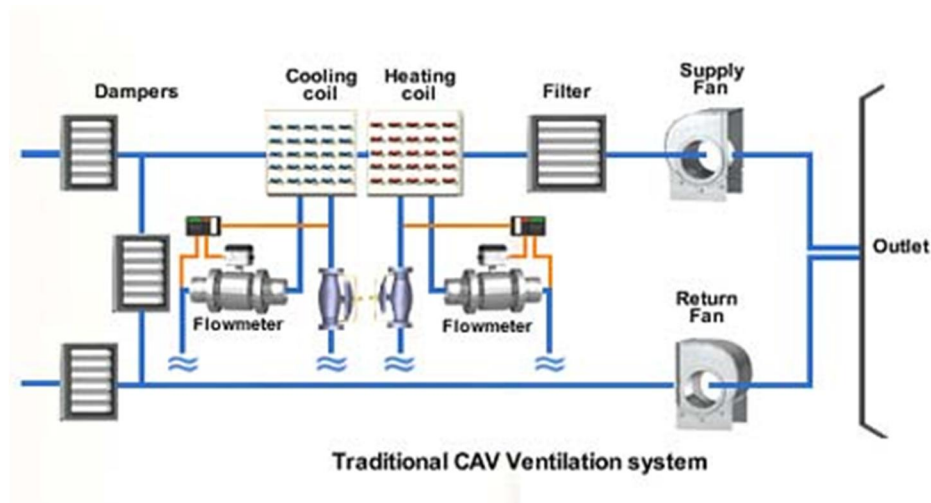 Dampers
Cooling
coil
Heating
coil
Filter
Supply
Fan
Outlet
Flowmeter
Flowmeter
Return
Fan
Traditional CAV Ventilation system